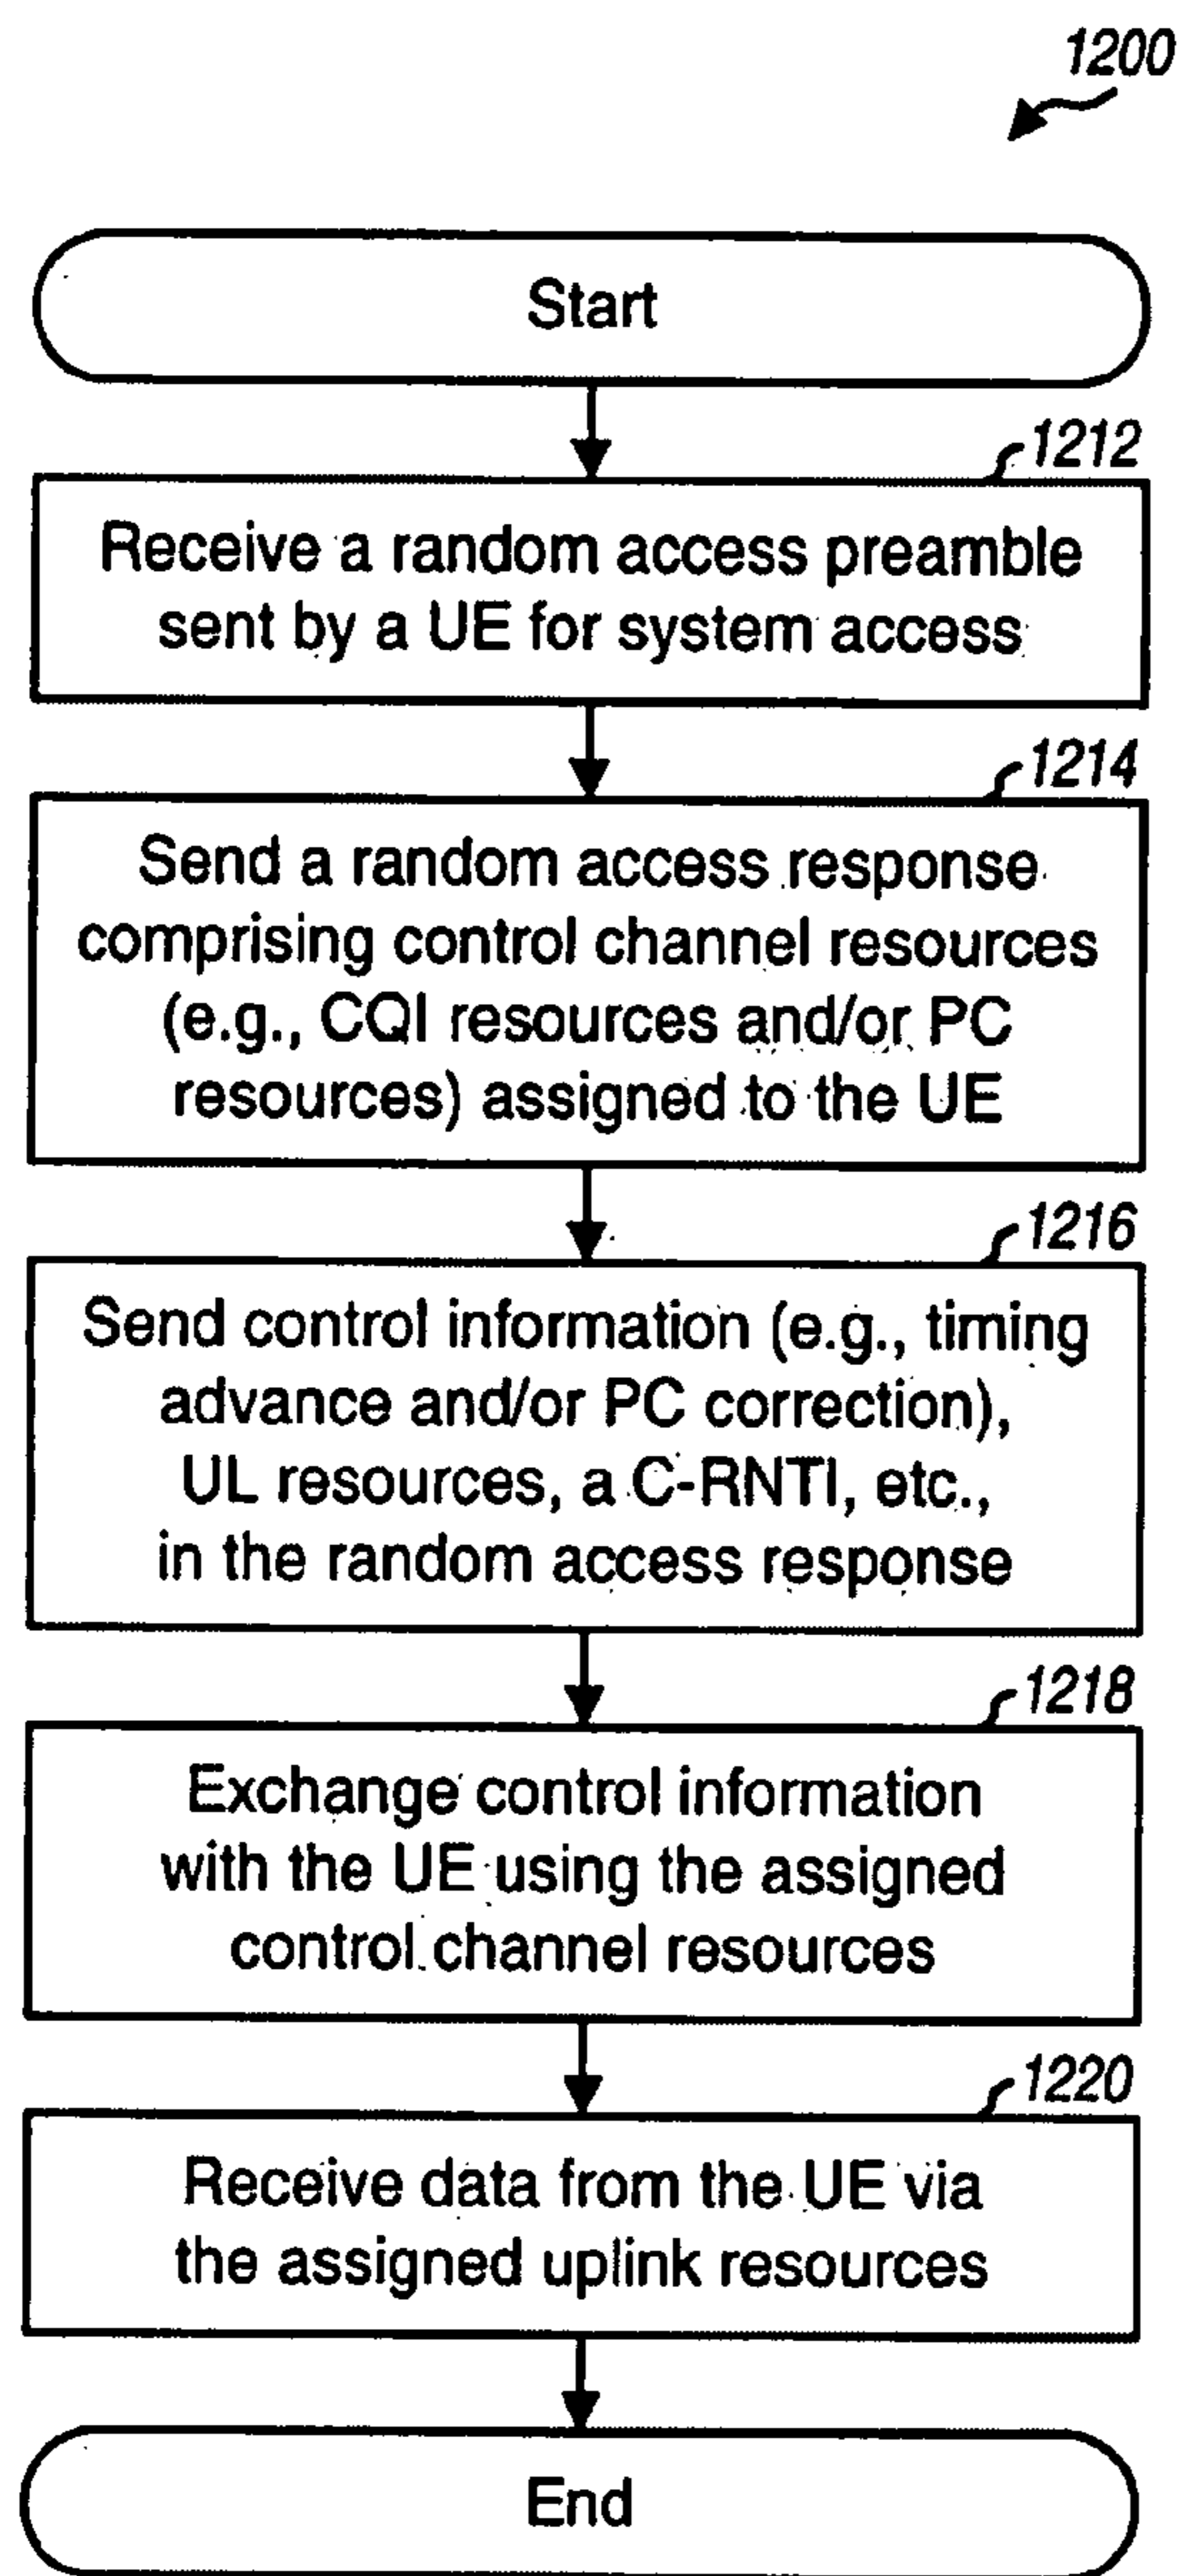 1200
Start
1212
Receive a random access preamble
sent by a UE for system access
1214
Send a random access response
comprising control channel resources
(e.g., CQI resources and/or PC
resources) assigned to the UE
1216
Send control information (e.g., timing
advance and/or PC correction),
UL resources, a C-RNTI, etc.,
in the random access response
1218
Exchange control information
with the UE using the assigned
control channel resources
1220
Receive data from the UE via
the assigned uplink resources
End